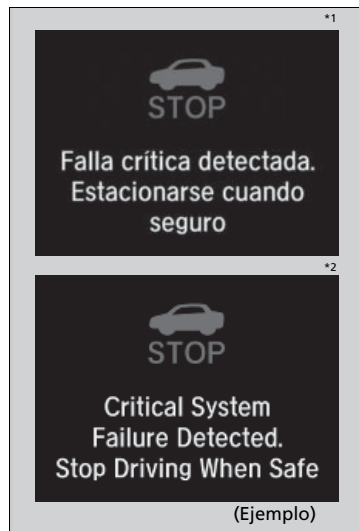 *1
STOP
Falla crítica detectada.
Estacionarse cuando
seguro
*2
STOP
Critical System
Failure Detected.
Stop Driving When Safe
(Ejemplo)